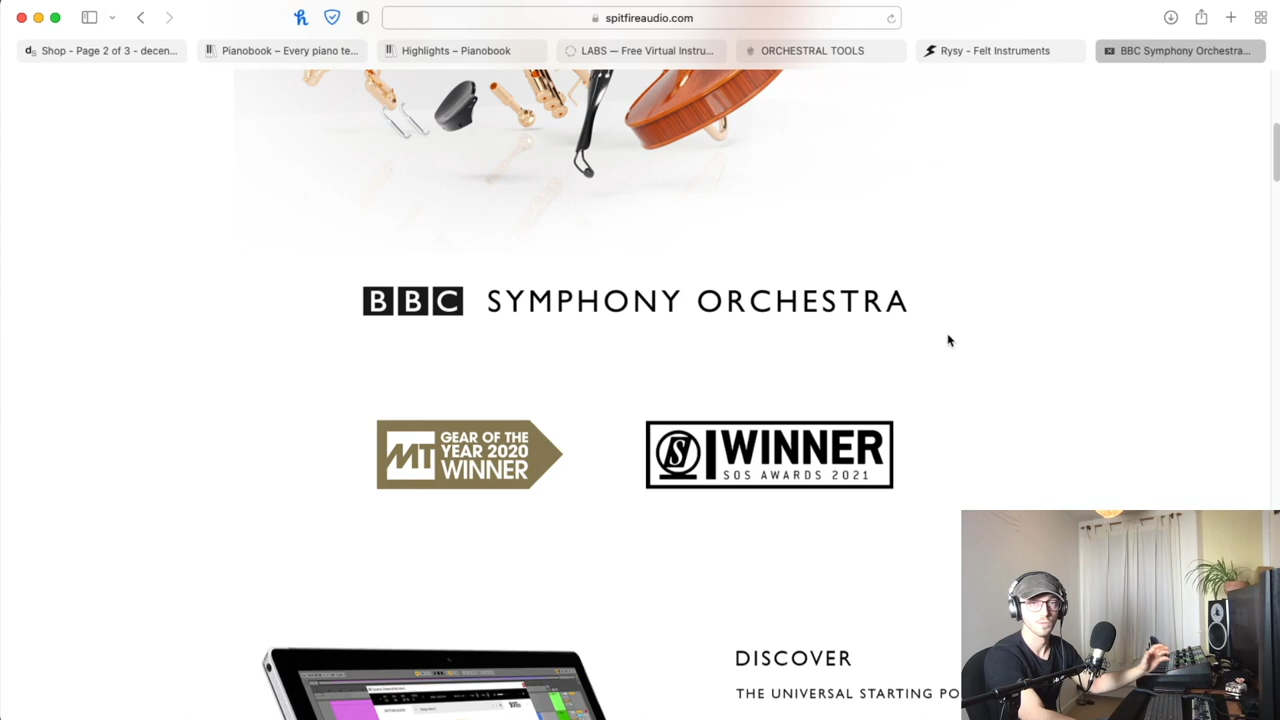 spitfireaudio.com
dS Shop - Page 2 of 3 - decen...
Pianobook – Every piano te...
Highlights – Pianobook
LABS — Free Virtual Instru...
ORCHESTRAL TOOLS
Rysy - Felt Instruments
BBC Symphony Orchestra...
BBC SYMPHONY ORCHESTRA
MT GEAR OF THE
YEAR 2020
WINNER
WINNER
SOS AWARDS 2021
DISCOVER
THE UNIVERSAL STARTING PO